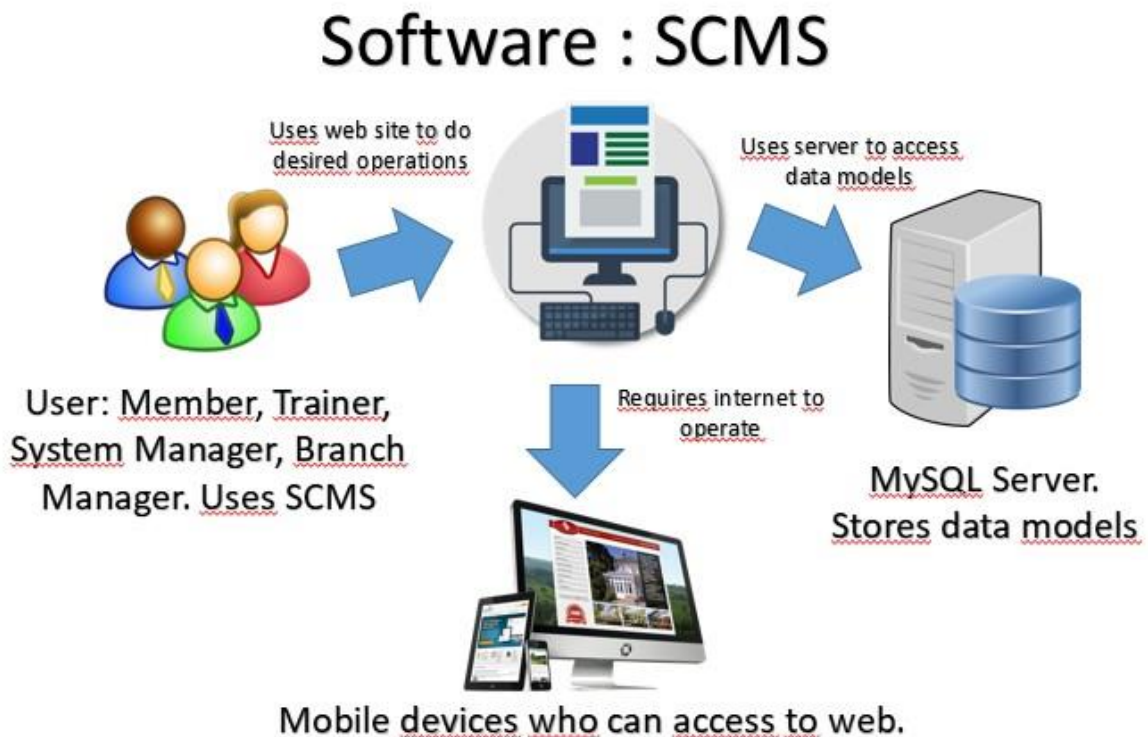 Software : SCMS
Uses web site to do
desired operations
Uses server to access
data models
User: Member, Trainer,
System Manager, Branch
Manager. Uses SCMS
Requires internet to
operate
MySQL Server.
Stores data models
Mobile devices who can access to web.